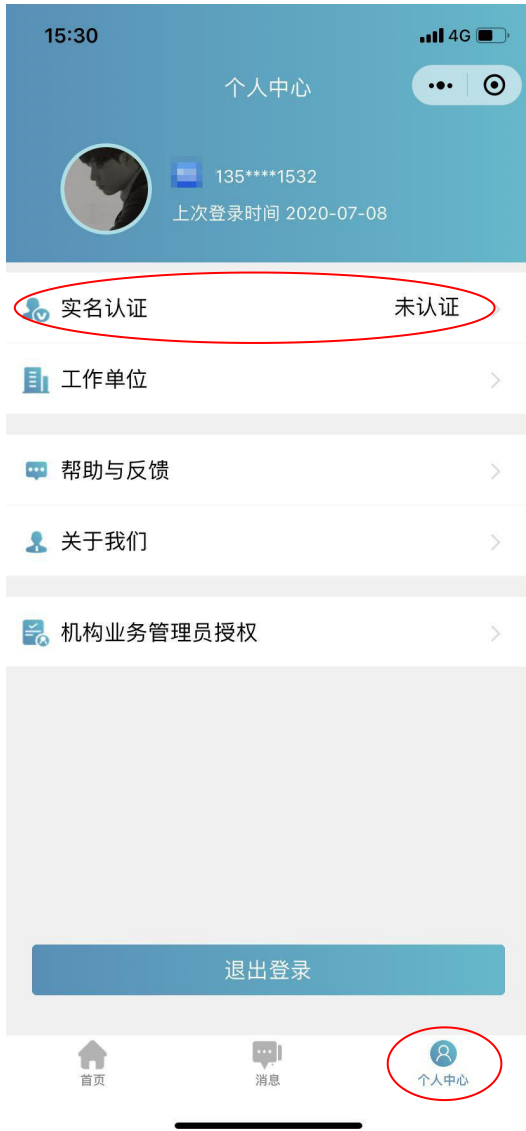 15:30
4G
个人中心
135****1532
上次登录时间 2020-07-08
实名认证 未认证
工作单位
帮助与反馈
关于我们
机构业务管理员授权
退出登录
首页 消息 个人中心